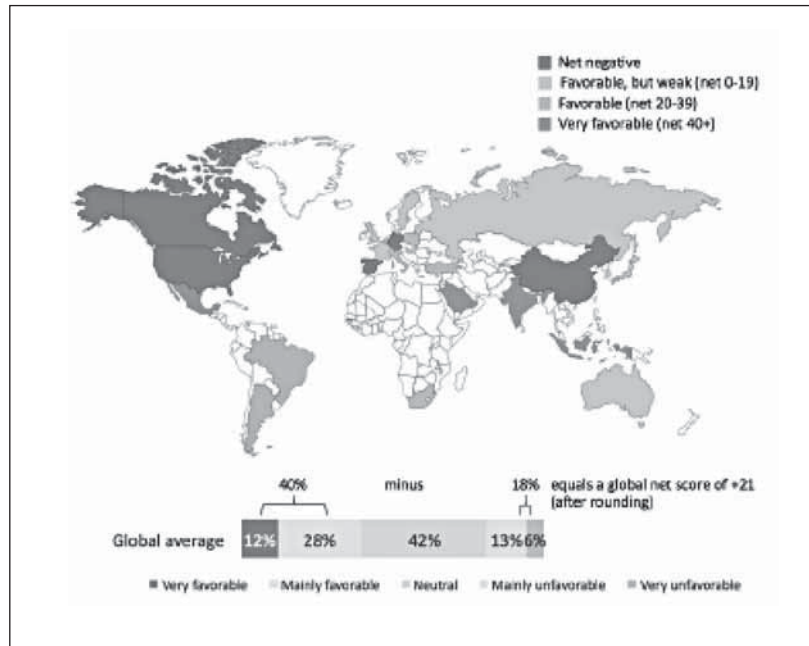 Net negative
Favorable, but weak (net 0-19)
Favorable (net 20-39)
Very favorable (net 40+)
40% minus 18% equals a global net score of +21
(after rounding)
Global average 12% 28% 42% 13% 6%
Very favorable Mainly favorable Neutral Mainly unfavorable Very unfavorable